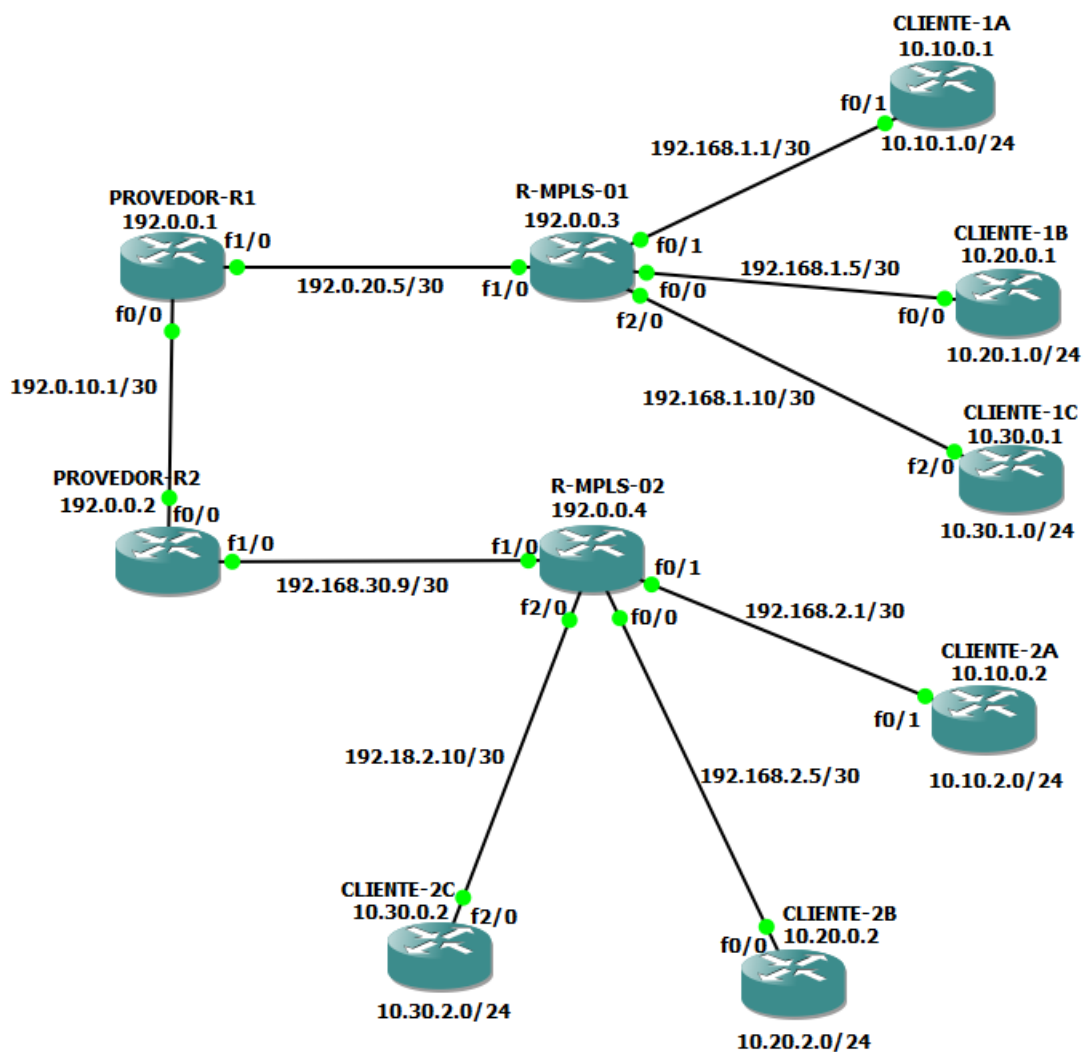 CLIENTE-1A
10.10.0.1
f0/1
10.10.1.0/24
192.168.1.1/30
PROVEDOR-R1
192.0.0.1
f1/0
f0/0
R-MPLS-01
192.0.0.3
f0/1
f0/0
f2/0
f1/0
192.0.20.5/30
CLIENTE-1B
10.20.0.1
192.168.1.5/30
f0/0
10.20.1.0/24
192.168.1.10/30
CLIENTE-1C
10.30.0.1
f2/0
10.30.1.0/24
192.0.10.1/30
PROVEDOR-R2
192.0.0.2
f0/0
f1/0
192.168.30.9/30
R-MPLS-02
192.0.0.4
f1/0
f0/1
f2/0
f0/0
192.168.2.1/30
CLIENTE-2A
10.10.0.2
f0/1
10.10.2.0/24
192.18.2.10/30
192.168.2.5/30
CLIENTE-2C
10.30.0.2
f2/0
10.30.2.0/24
CLIENTE-2B
10.20.0.2
f0/0
10.20.2.0/24